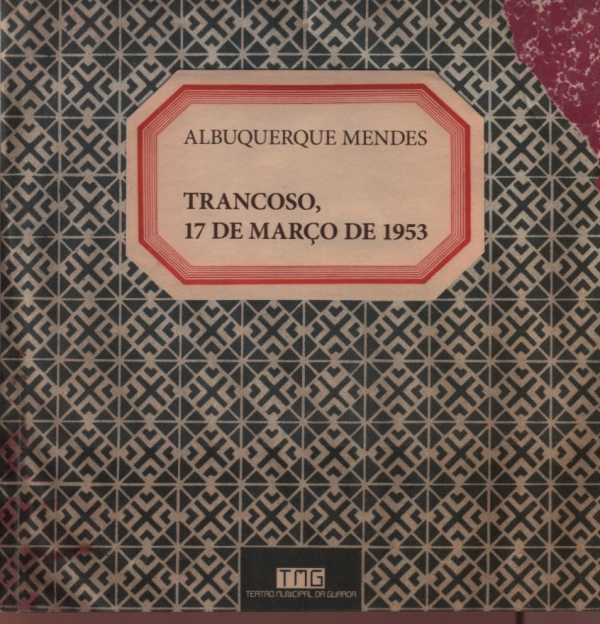 ALBUQUERQUE MENDES
TRANCOSO,
17 DE MARÇO DE 1953
TMG
TEATRO MUNICIPAL DA GUARDA